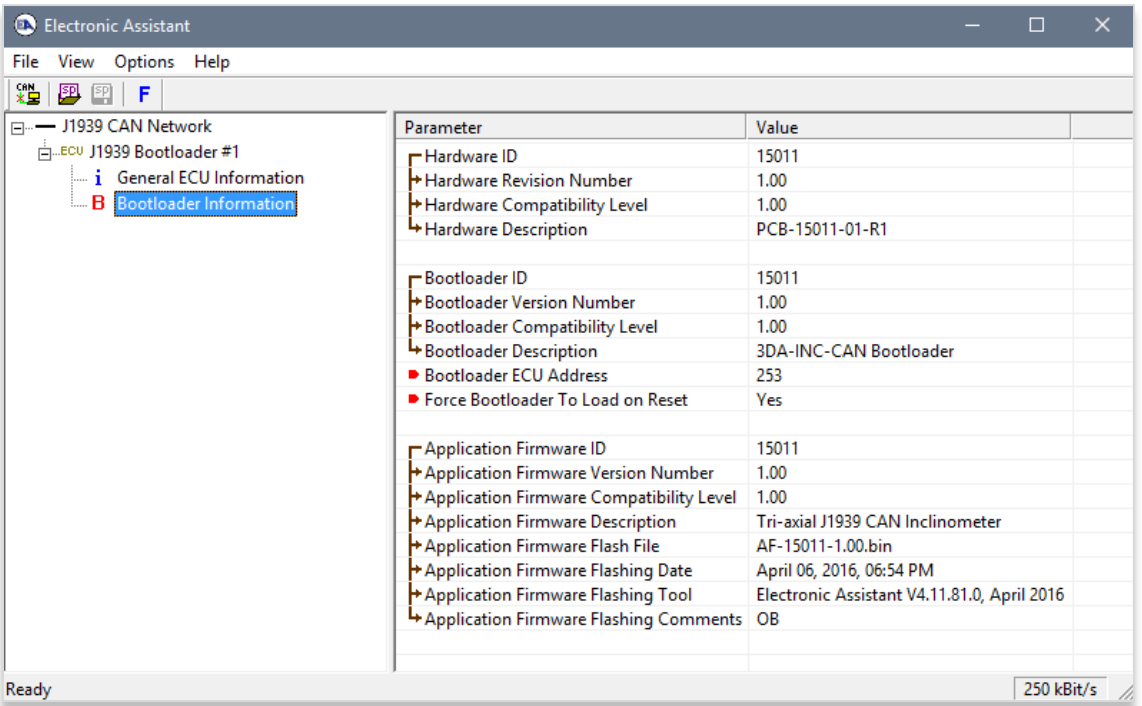 Electronic Assistant
File View Options Help
CAN SP SP F
J1939 CAN Network
ECU J1939 Bootloader #1
i General ECU Information
B Bootloader Information
Parameter Value
Hardware ID 15011
Hardware Revision Number 1.00
Hardware Compatibility Level 1.00
Hardware Description PCB-15011-01-R1
Bootloader ID 15011
Bootloader Version Number 1.00
Bootloader Compatibility Level 1.00
Bootloader Description 3DA-INC-CAN Bootloader
Bootloader ECU Address 253
Force Bootloader To Load on Reset Yes
Application Firmware ID 15011
Application Firmware Version Number 1.00
Application Firmware Compatibility Level 1.00
Application Firmware Description Tri-axial J1939 CAN Inclinometer
Application Firmware Flash File AF-15011-1.00.bin
Application Firmware Flashing Date April 06, 2016, 06:54 PM
Application Firmware Flashing Tool Electronic Assistant V4.11.81.0, April 2016
Application Firmware Flashing Comments OB
Ready 250 kBit/s